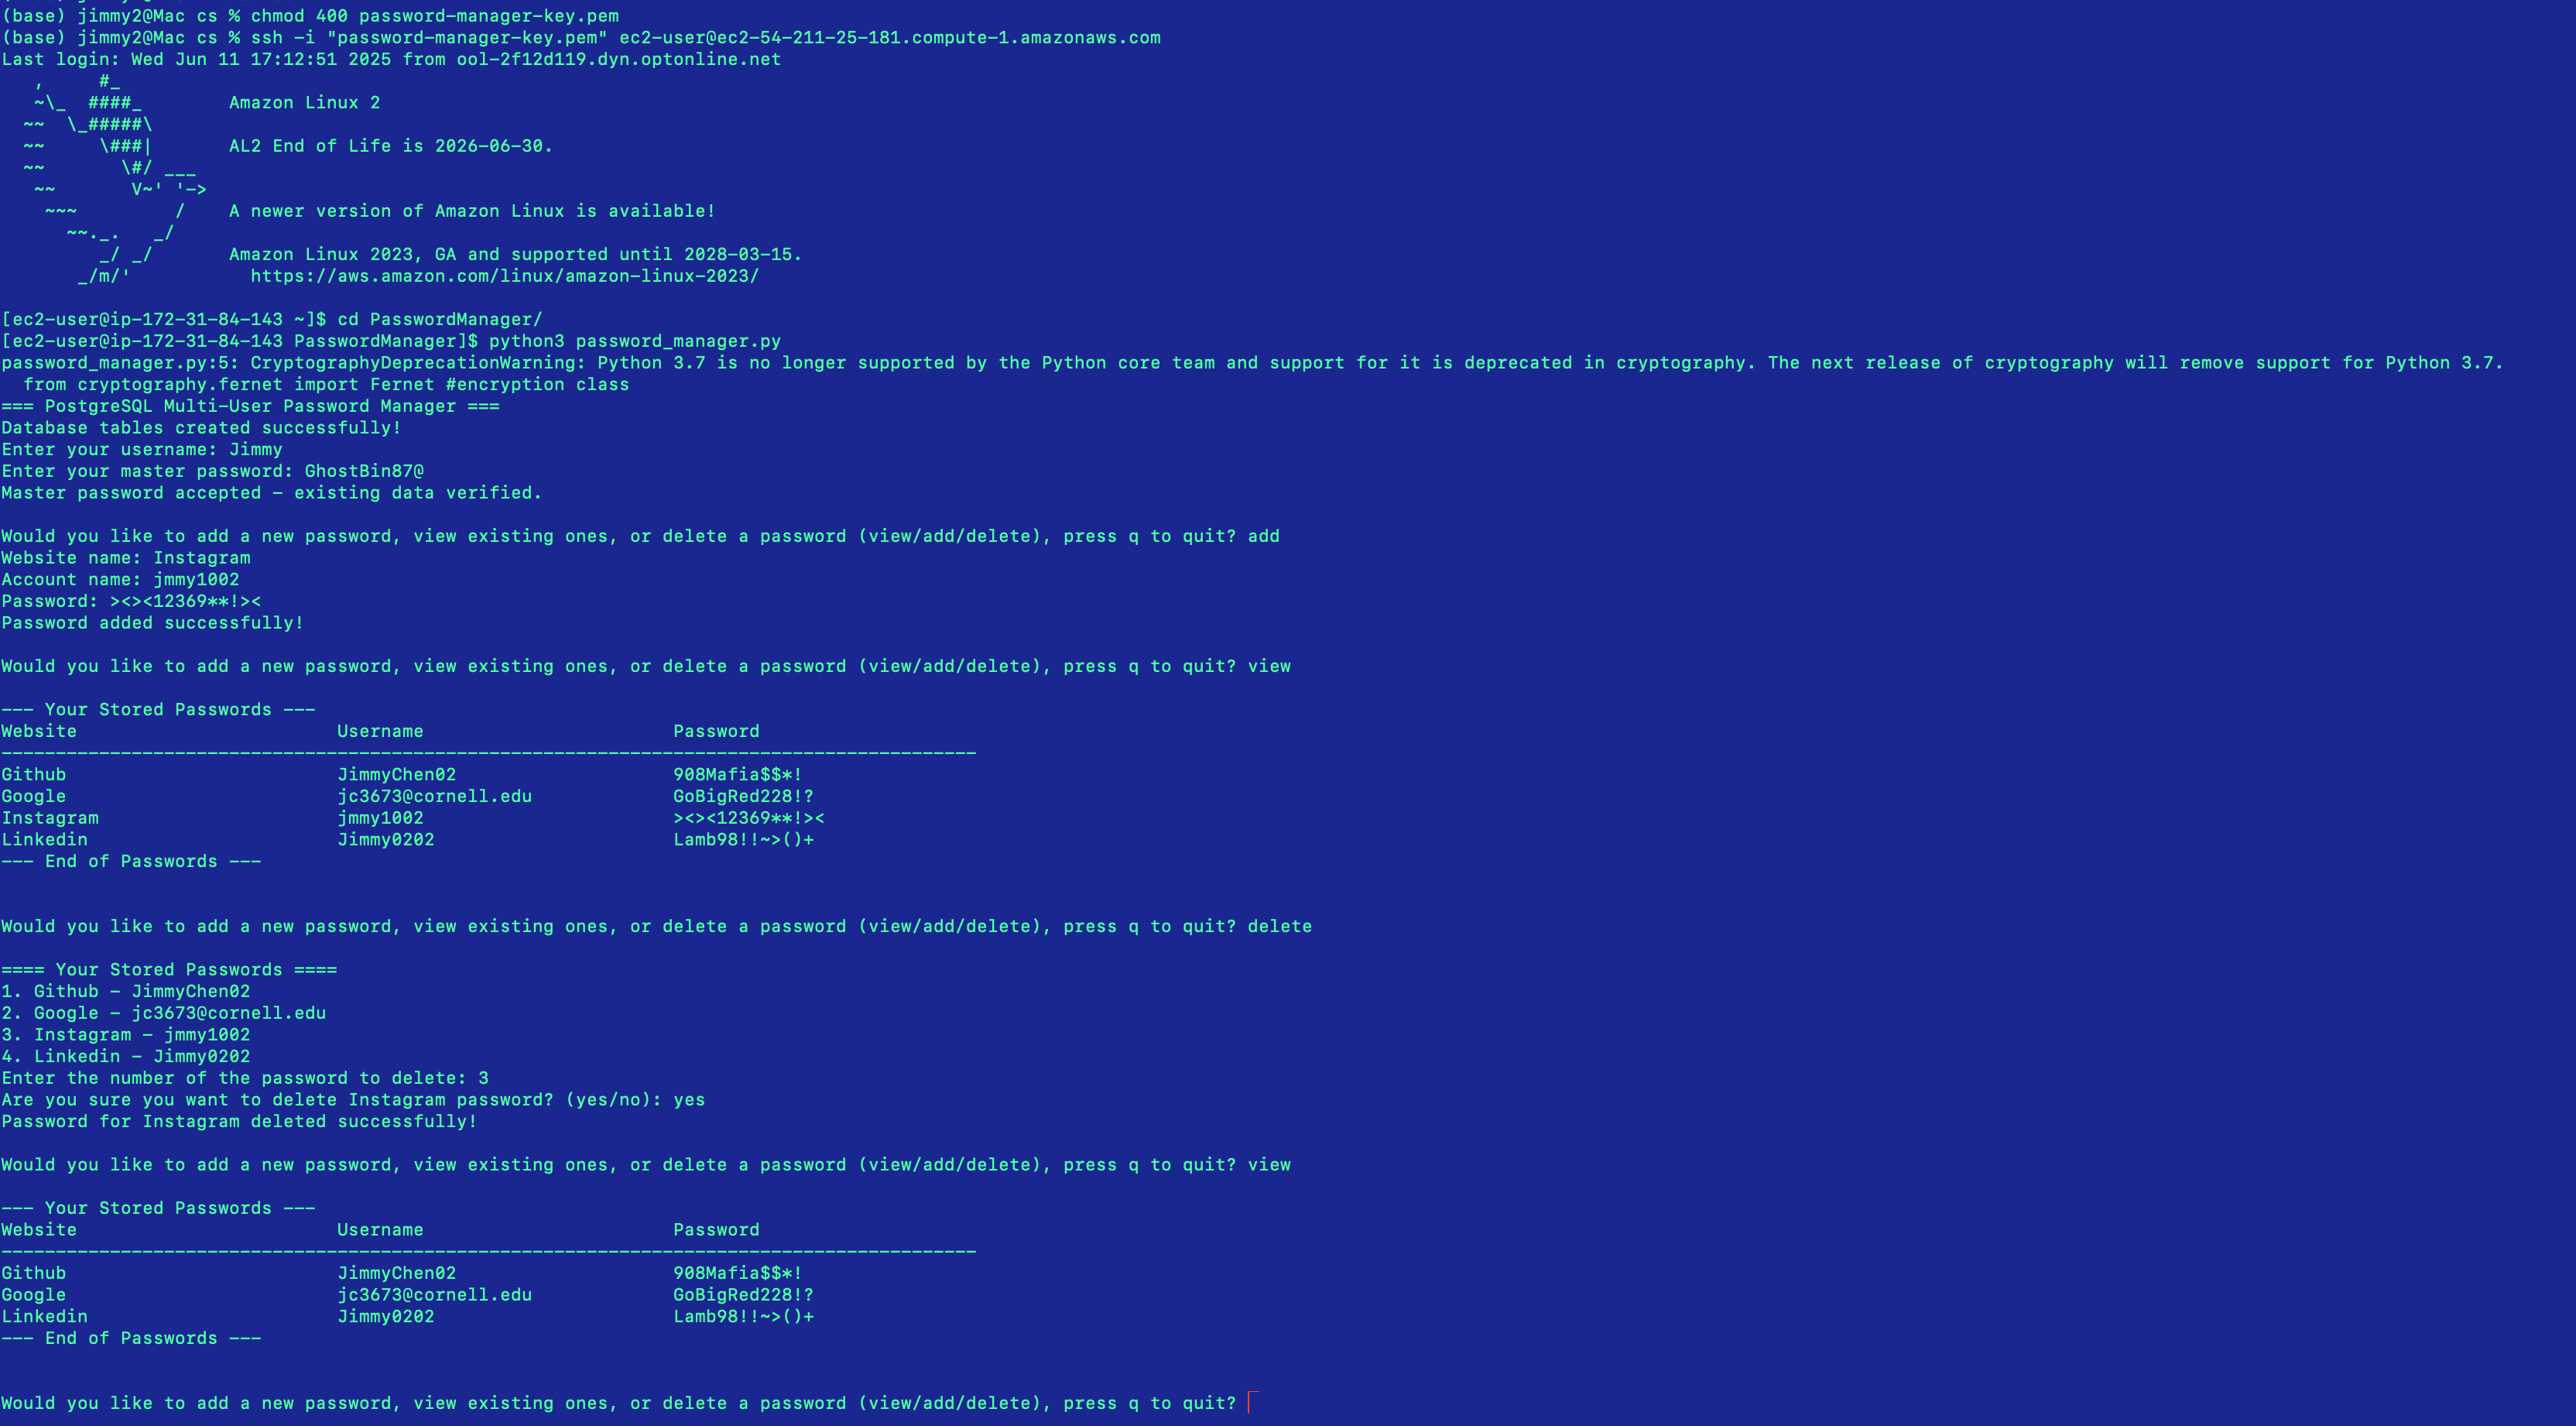 (base) jimmy2@Mac cs % chmod 400 password-manager-key.pem
(base) jimmy2@Mac cs % ssh -i "password-manager-key.pem" ec2-user@ec2-54-211-25-181.compute-1.amazonaws.com
Last login: Wed Jun 11 17:12:51 2025 from ool-2f12d119.dyn.optonline.net
   ,     #_
   ~\_  ####_        Amazon Linux 2
  ~~  \_#####\
  ~~     \###|       AL2 End of Life is 2026-06-30.
  ~~       \#/ ___
   ~~       V~' '->
    ~~~         /    A newer version of Amazon Linux is available!
      ~~._.   _/
         _/ _/       Amazon Linux 2023, GA and supported until 2028-03-15.
       _/m/'           https://aws.amazon.com/linux/amazon-linux-2023/
[ec2-user@ip-172-31-84-143 ~]$ cd PasswordManager/
[ec2-user@ip-172-31-84-143 PasswordManager]$ python3 password_manager.py
password_manager.py:5: CryptographyDeprecationWarning: Python 3.7 is no longer supported by the Python core team and support for it is deprecated in cryptography. The next release of cryptography will remove support for Python 3.7.
  from cryptography.fernet import Fernet #encryption class
=== PostgreSQL Multi-User Password Manager ===
Database tables created successfully!
Enter your username: Jimmy
Enter your master password: GhostBin87@
Master password accepted - existing data verified.
Would you like to add a new password, view existing ones, or delete a password (view/add/delete), press q to quit? add
Website name: Instagram
Account name: jmmy1002
Password: ><><12369**!><
Password added successfully!
Would you like to add a new password, view existing ones, or delete a password (view/add/delete), press q to quit? view
--- Your Stored Passwords ---
Website                        Username                       Password
------------------------------------------------------------------------------------------
Github                         JimmyChen02                    908Mafia$$*!
Google                         jc3673@cornell.edu             GoBigRed228!?
Instagram                      jmmy1002                       ><><12369**!><
Linkedin                       Jimmy0202                      Lamb98!!~>()+
--- End of Passwords ---
Would you like to add a new password, view existing ones, or delete a password (view/add/delete), press q to quit? delete
==== Your Stored Passwords ====
1. Github - JimmyChen02
2. Google - jc3673@cornell.edu
3. Instagram - jmmy1002
4. Linkedin - Jimmy0202
Enter the number of the password to delete: 3
Are you sure you want to delete Instagram password? (yes/no): yes
Password for Instagram deleted successfully!
Would you like to add a new password, view existing ones, or delete a password (view/add/delete), press q to quit? view
--- Your Stored Passwords ---
Website                        Username                       Password
------------------------------------------------------------------------------------------
Github                         JimmyChen02                    908Mafia$$*!
Google                         jc3673@cornell.edu             GoBigRed228!?
Linkedin                       Jimmy0202                      Lamb98!!~>()+
--- End of Passwords ---
Would you like to add a new password, view existing ones, or delete a password (view/add/delete), press q to quit?